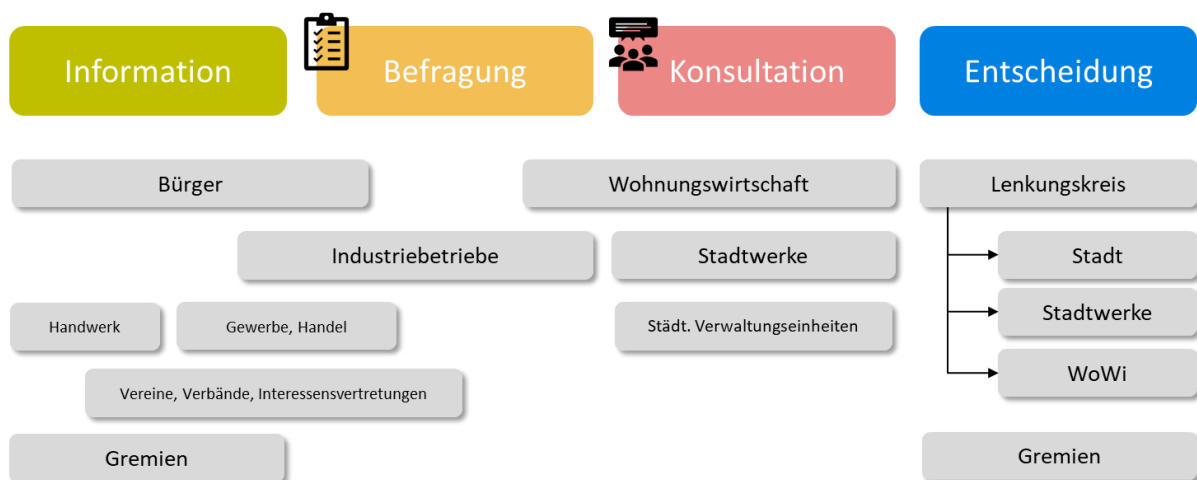 Information
Befragung
Konsultation
Entscheidung
Bürger
Wohnungswirtschaft
Lenkungskreis
Industriebetriebe
Stadtwerke
Stadt
Handwerk
Gewerbe, Handel
Städt. Verwaltungseinheiten
Stadtwerke
Vereine, Verbände, Interessensvertretungen
WoWi
Gremien
Gremien